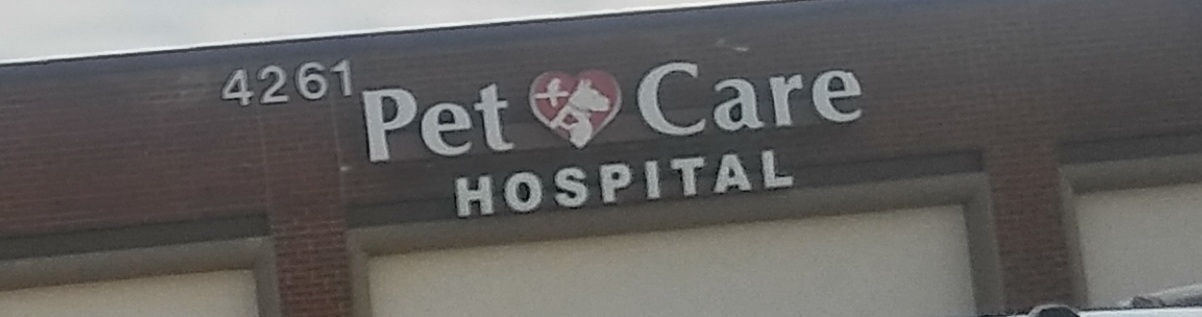 4261
Pet Care
HOSPITAL